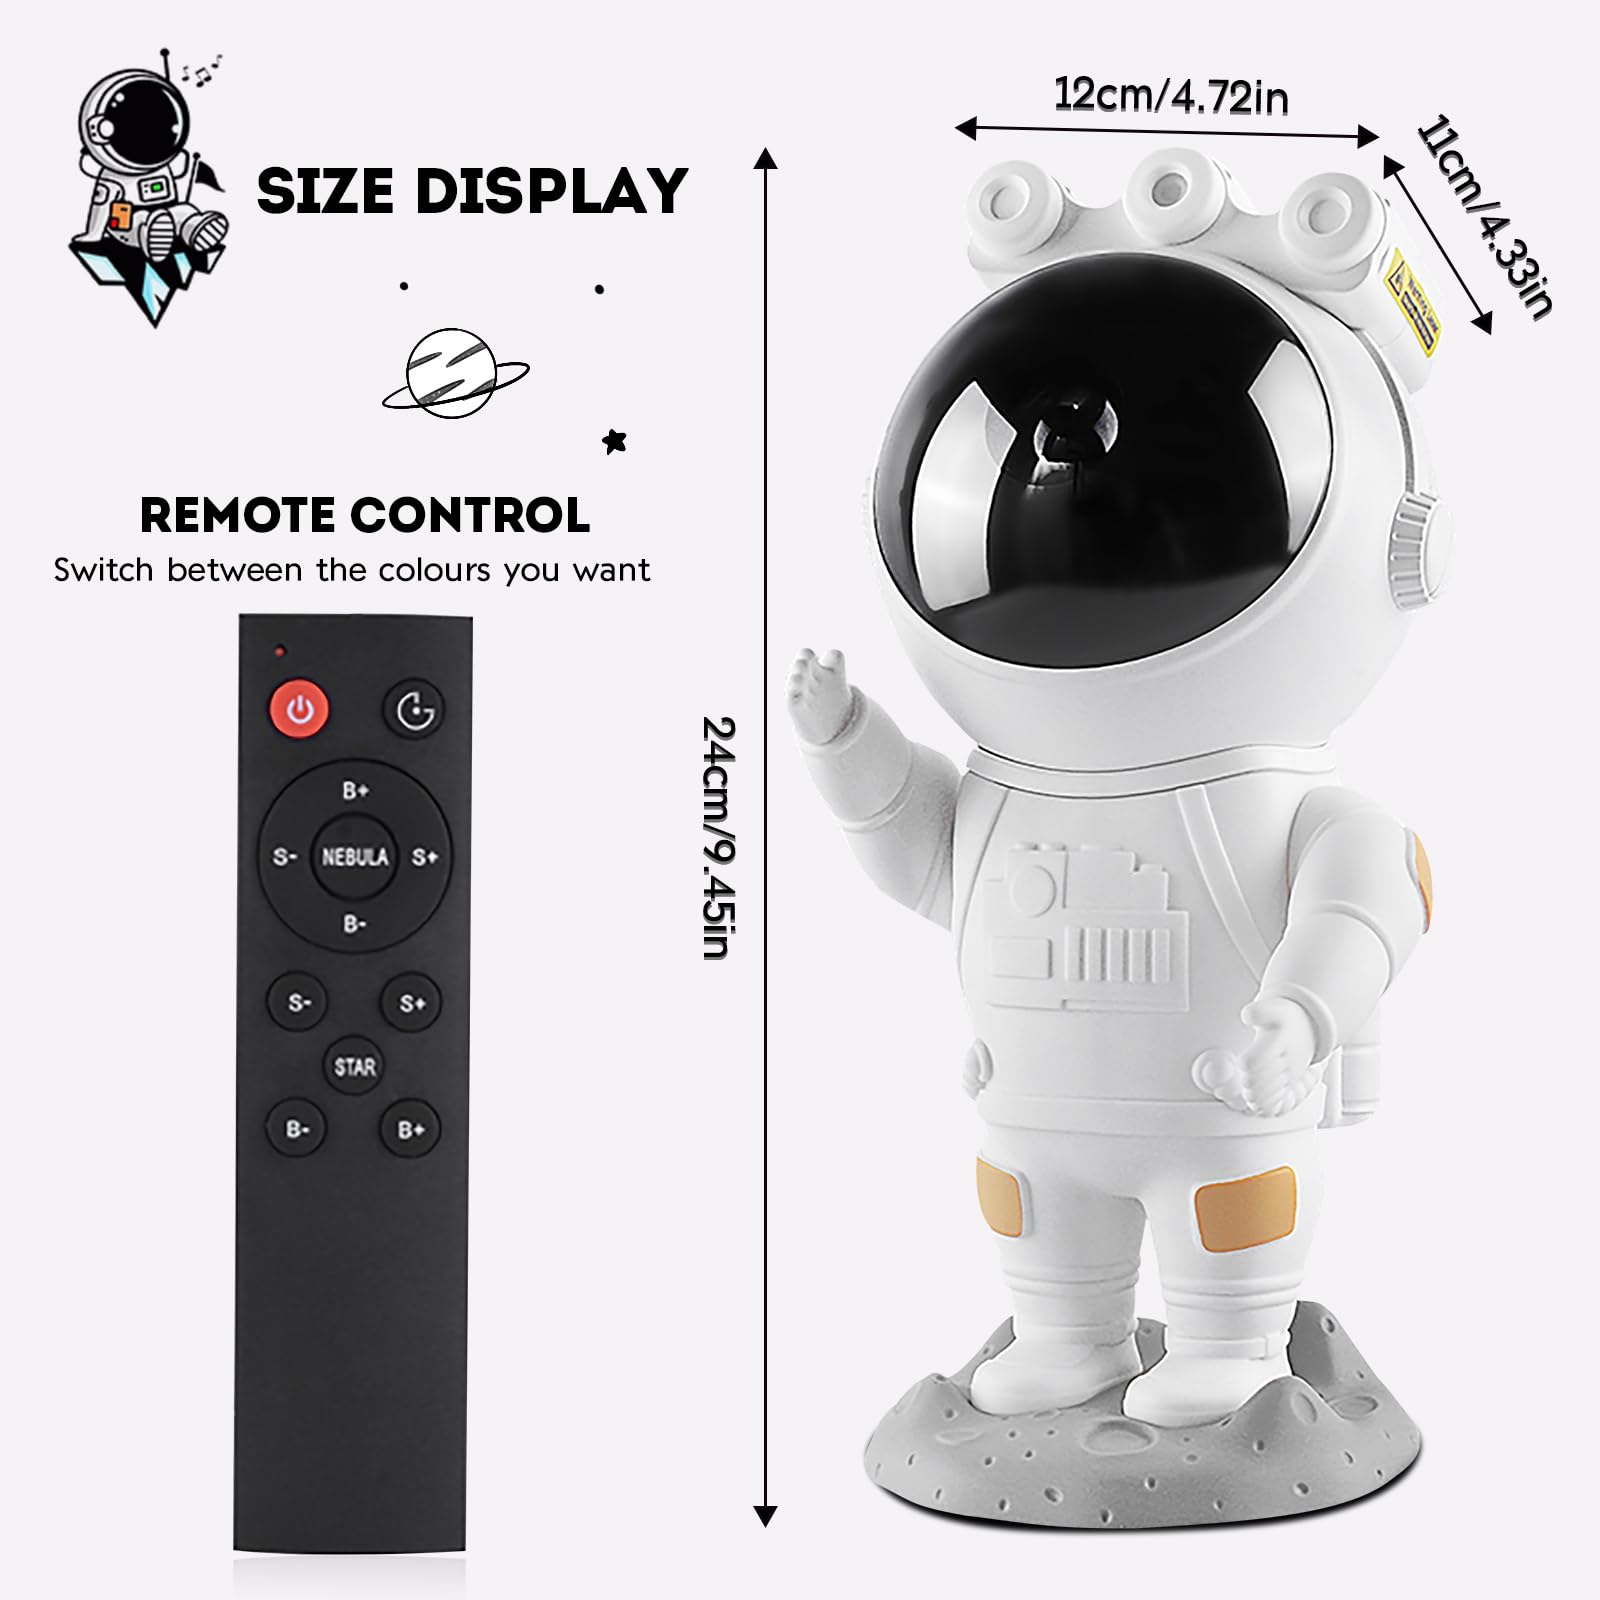 SIZE DISPLAY
12cm/4.72in
11cm/4.33in
24cm/9.45in
REMOTE CONTROL
Switch between the colours you want
B+
S- NEBULA S+
B-
S- S+
STAR
B- B+